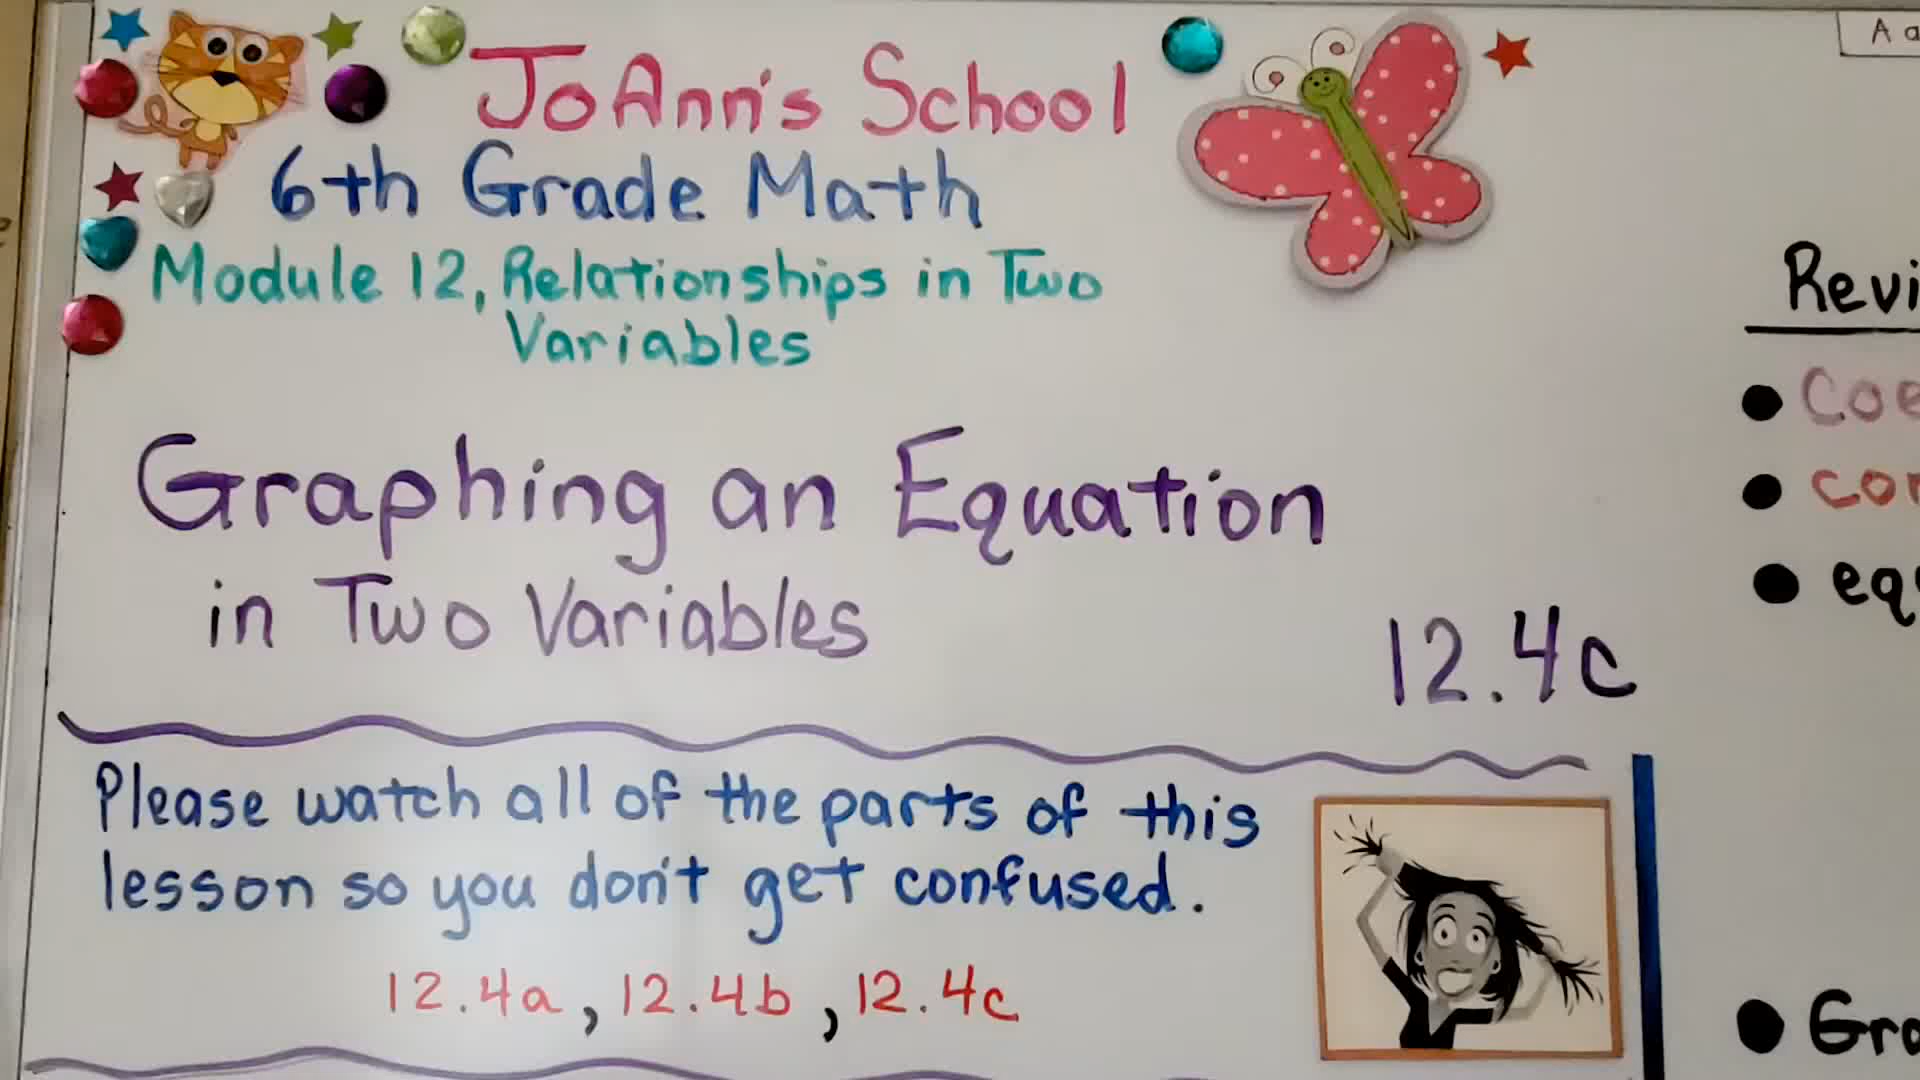 JoAnn's School
6th Grade Math
Module 12, Relationships in Two
Variables
Graphing an Equation
in Two Variables
12.4c
Please watch all of the parts of this
lesson so you don't get confused.
12.4a, 12.4b, 12.4c